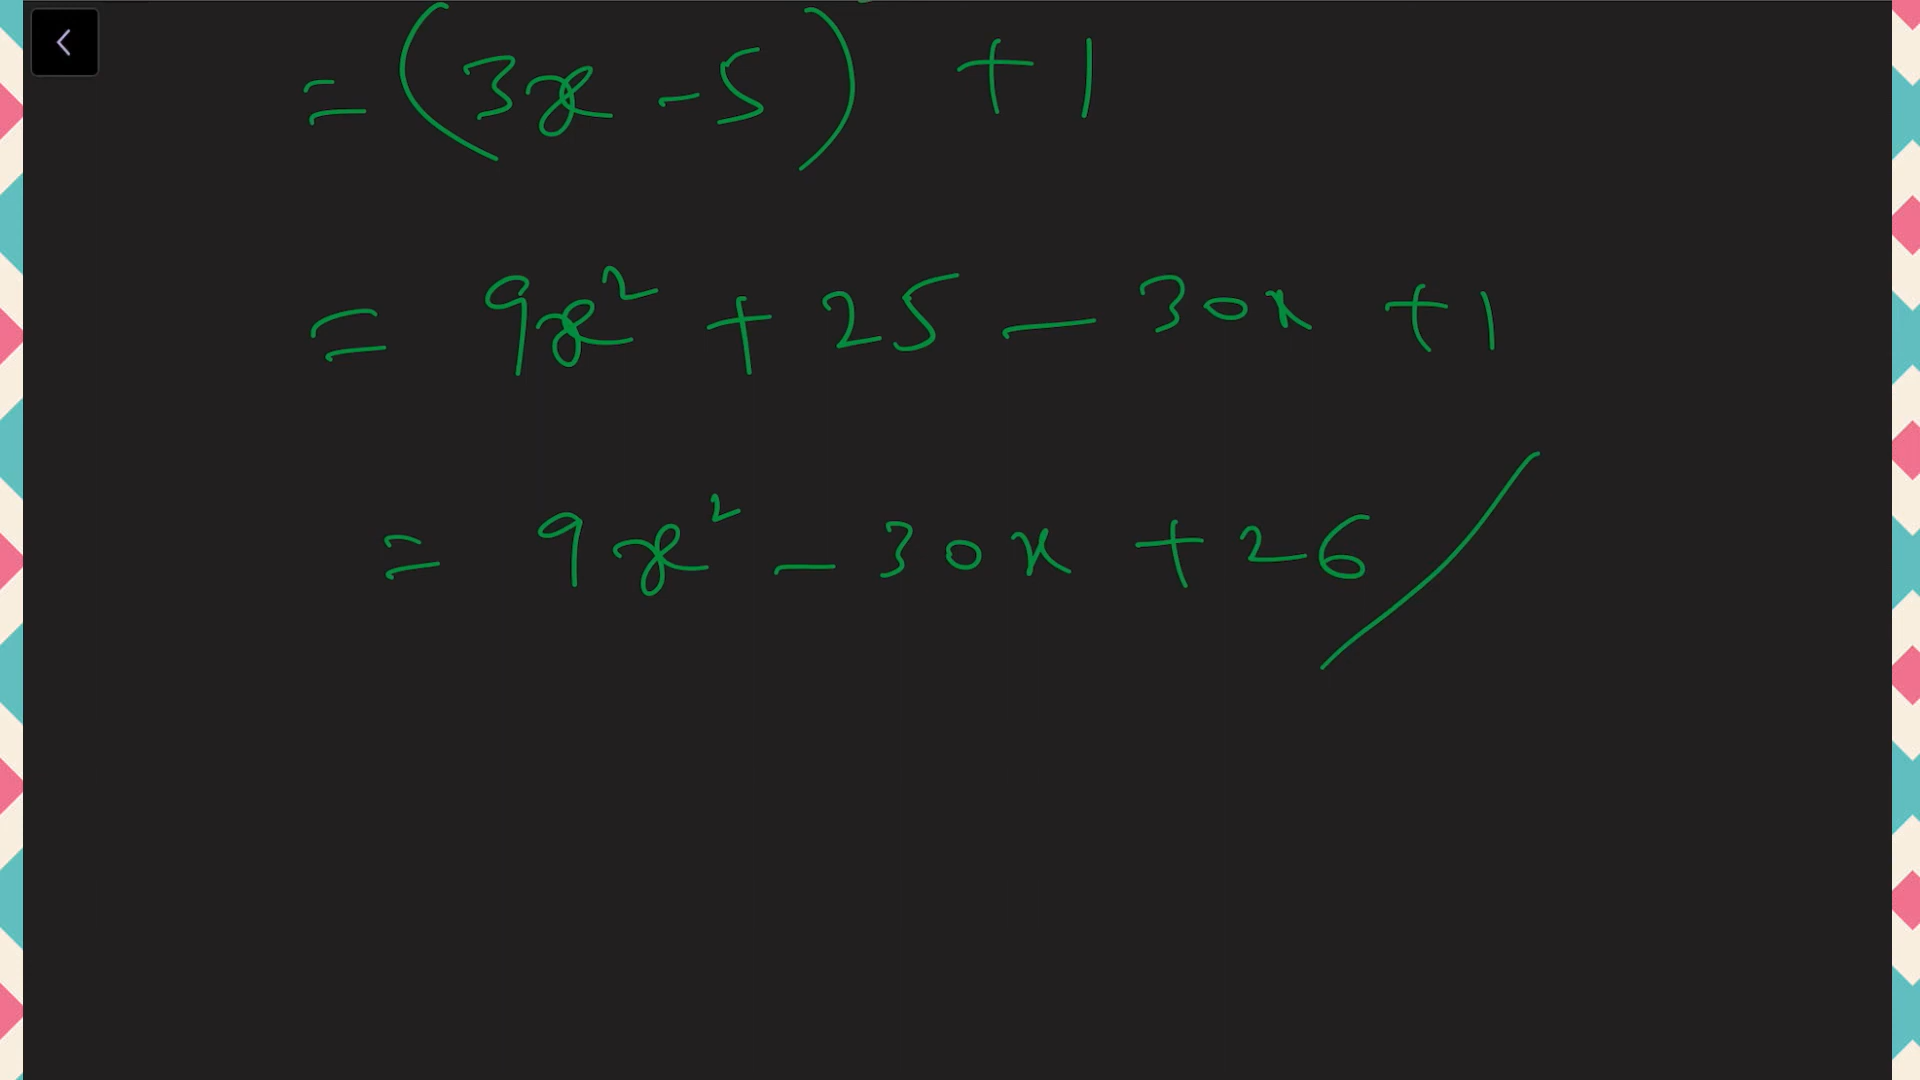 = (3x - 5) + 1
= 9x² + 25 - 30x + 1
= 9x² - 30x + 26